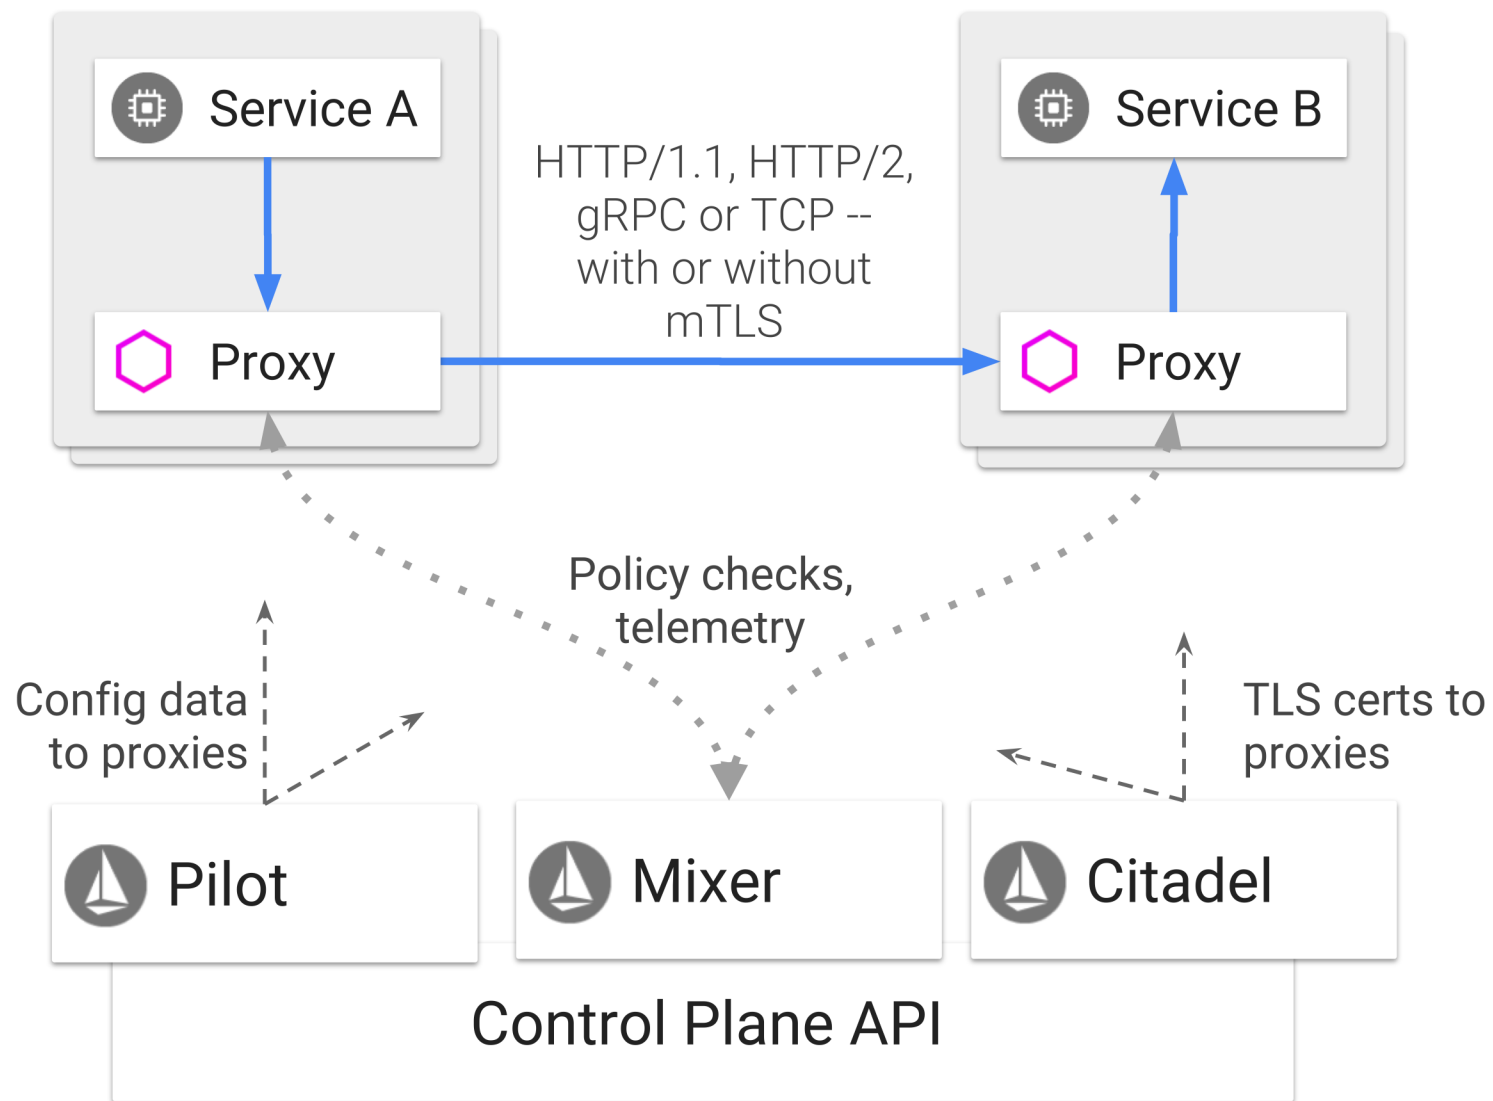 Service A
Service B
HTTP/1.1, HTTP/2,
gRPC or TCP --
with or without
mTLS
Proxy
Proxy
Policy checks,
telemetry
Config data
to proxies
TLS certs to
proxies
Pilot
Mixer
Citadel
Control Plane API